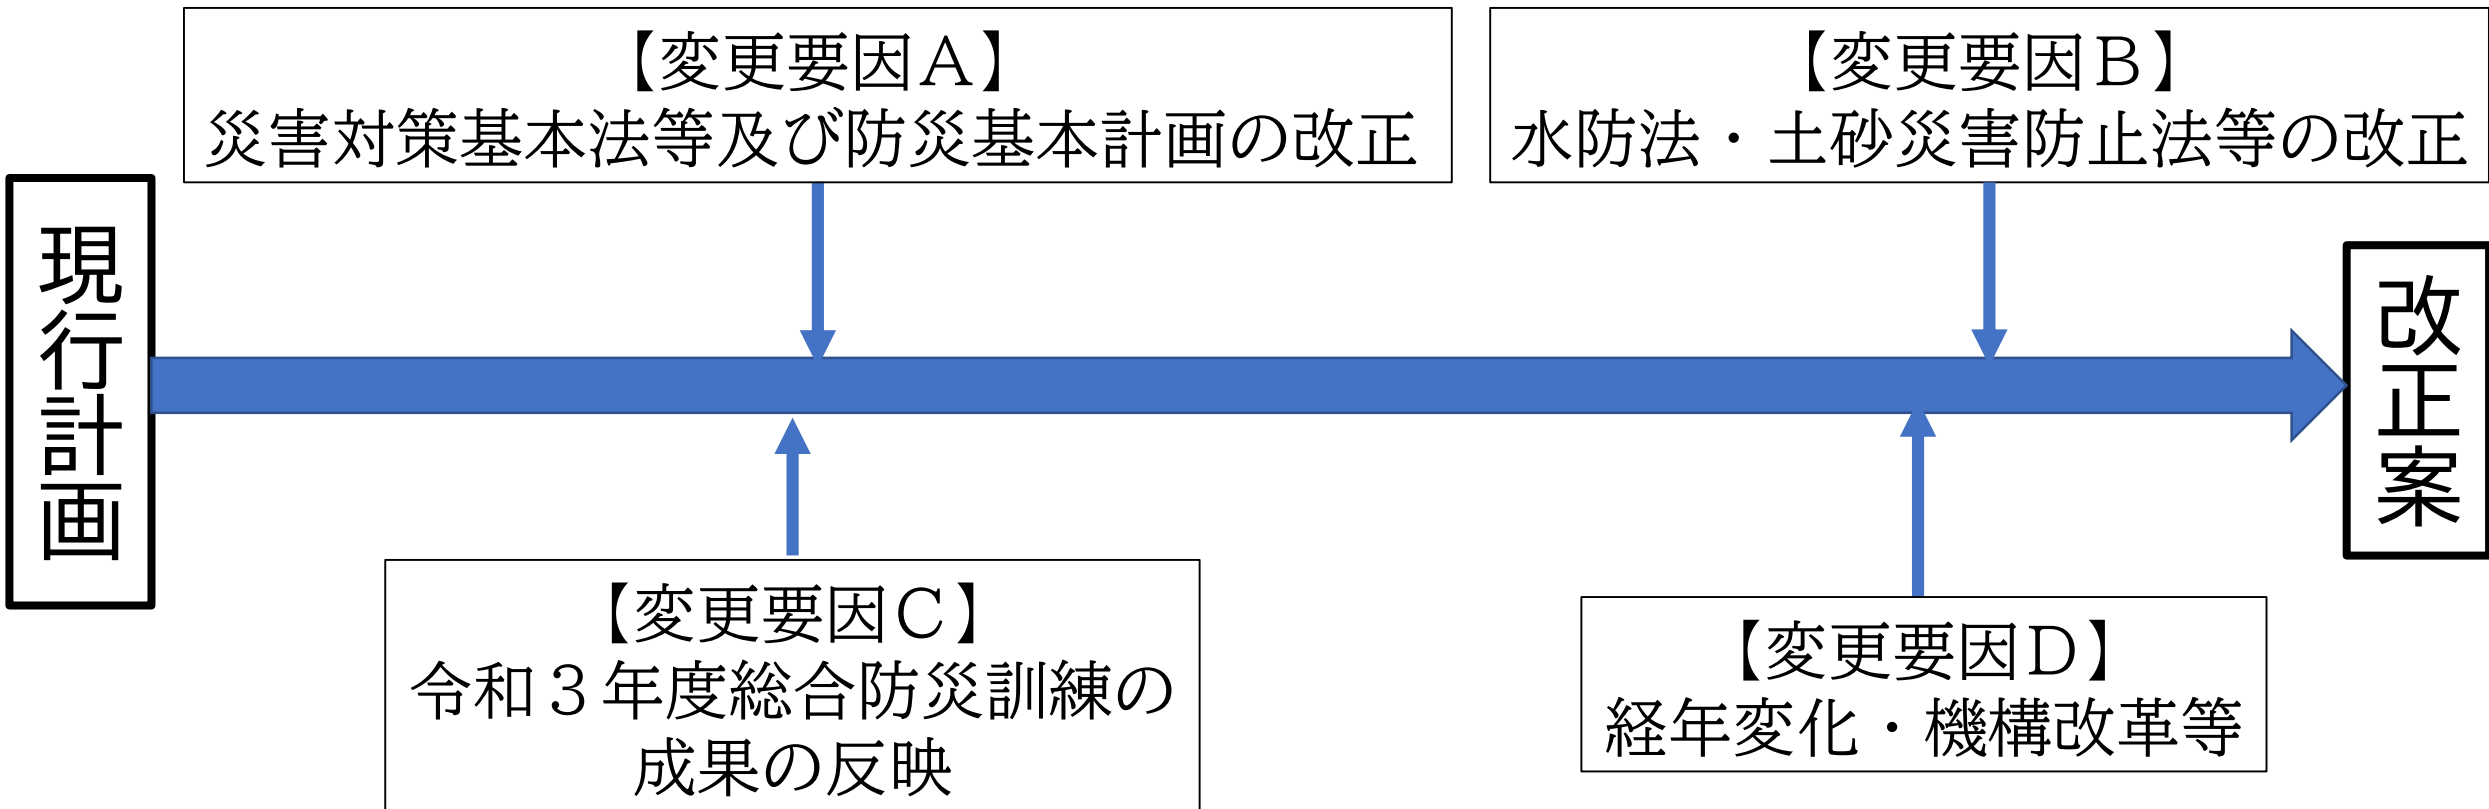 【変更要因Ａ】
災害対策基本法等及び防災基本計画の改正
【変更要因Ｂ】
水防法・土砂災害防止法等の改正
現行計画
改正案
【変更要因Ｃ】
令和３年度総合防災訓練の
成果の反映
【変更要因Ｄ】
経年変化・機構改革等